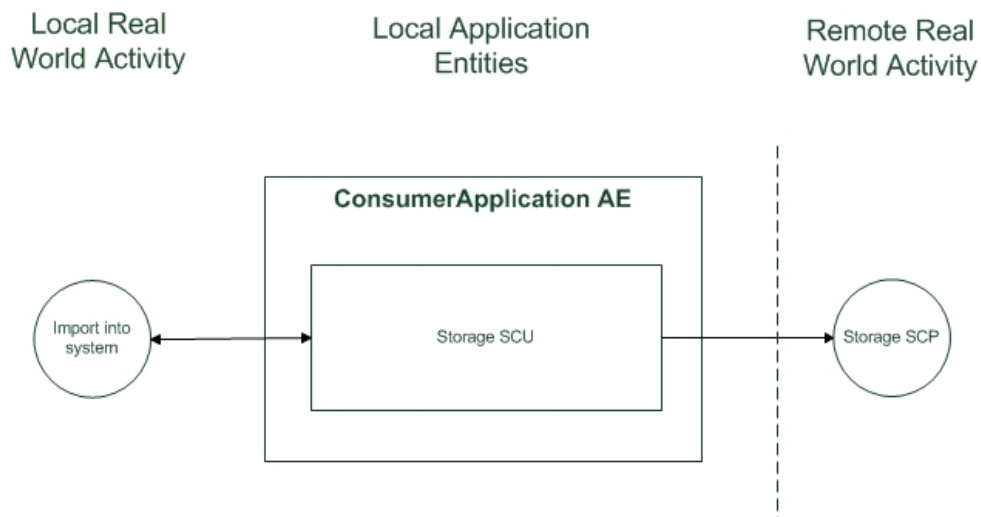 Local Real
World Activity
Local Application
Entities
Remote Real
World Activity
ConsumerApplication AE
Import into
system
Storage SCU
Storage SCP